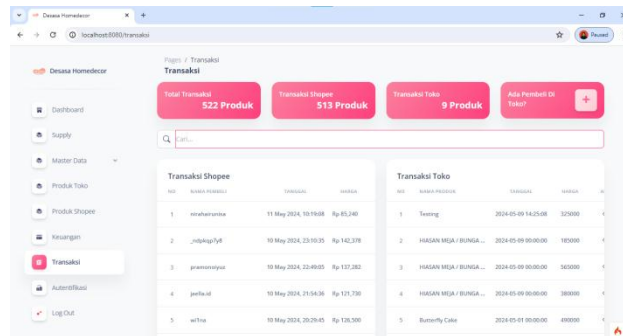 Desasa Homedecor
localhost:8080/transaksi
Paused
Desasa Homedecor
Dashboard
Supply
Master Data
Produk Toko
Produk Shopee
Keuangan
Transaksi
Autentifikasi
Log Out
Pages / Transaksi
Transaksi
Total Transaksi
522 Produk
Transaksi Shopee
513 Produk
Transaksi Toko
9 Produk
Ada Pembeli Di Toko?
+
Cari...
Transaksi Shopee
NO NAMA PEMBELI TANGGAL HARGA
1 nirahairunisa 11 May 2024, 10:19:08 Rp 85,240
2 10 May 2024, 23:10:35 Rp 142,378
3 10 May 2024, 22:49:05 Rp 137,282
4 joella.id 10 May 2024, 21:54:36 Rp 121,730
5 wi1na 10 May 2024, 20:29:45 Rp 126,500
Transaksi Toko
NO NAMA PRODUK TANGGAL HARGA
1 Testing 2024-05-09 14:25:08 325000
2 HIASAN MEJA / BUNGA ... 2024-05-09 00:00:00 185000
3 HIASAN MEJA / BUNGA ... 2024-05-09 00:00:00 565000
4 HIASAN MEJA / BUNGA ... 2024-05-09 00:00:00 380000
5 Butterfly Cake 2024-05-01 00:00:00 490000